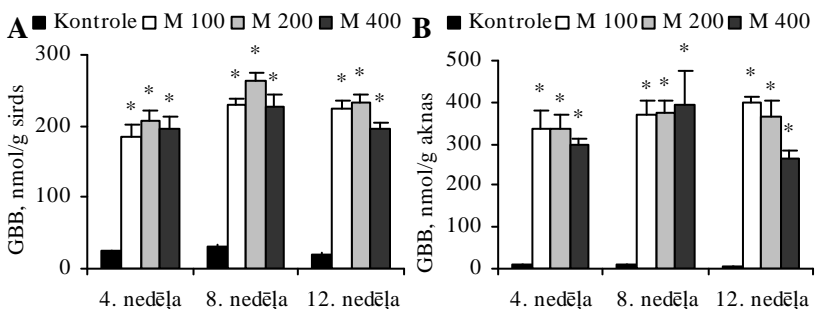 A Kontrole M 100 M 200 M 400
GBB, nmol/g sirds
300
200
100
0
* * *
* * *
* * *
4. nedēļa 8. nedēļa 12. nedēļa
B Kontrole M 100 M 200 M 400
GBB, nmol/g aknas
500
400
300
200
100
0
* * *
* * *
* * *
4. nedēļa 8. nedēļa 12. nedēļa